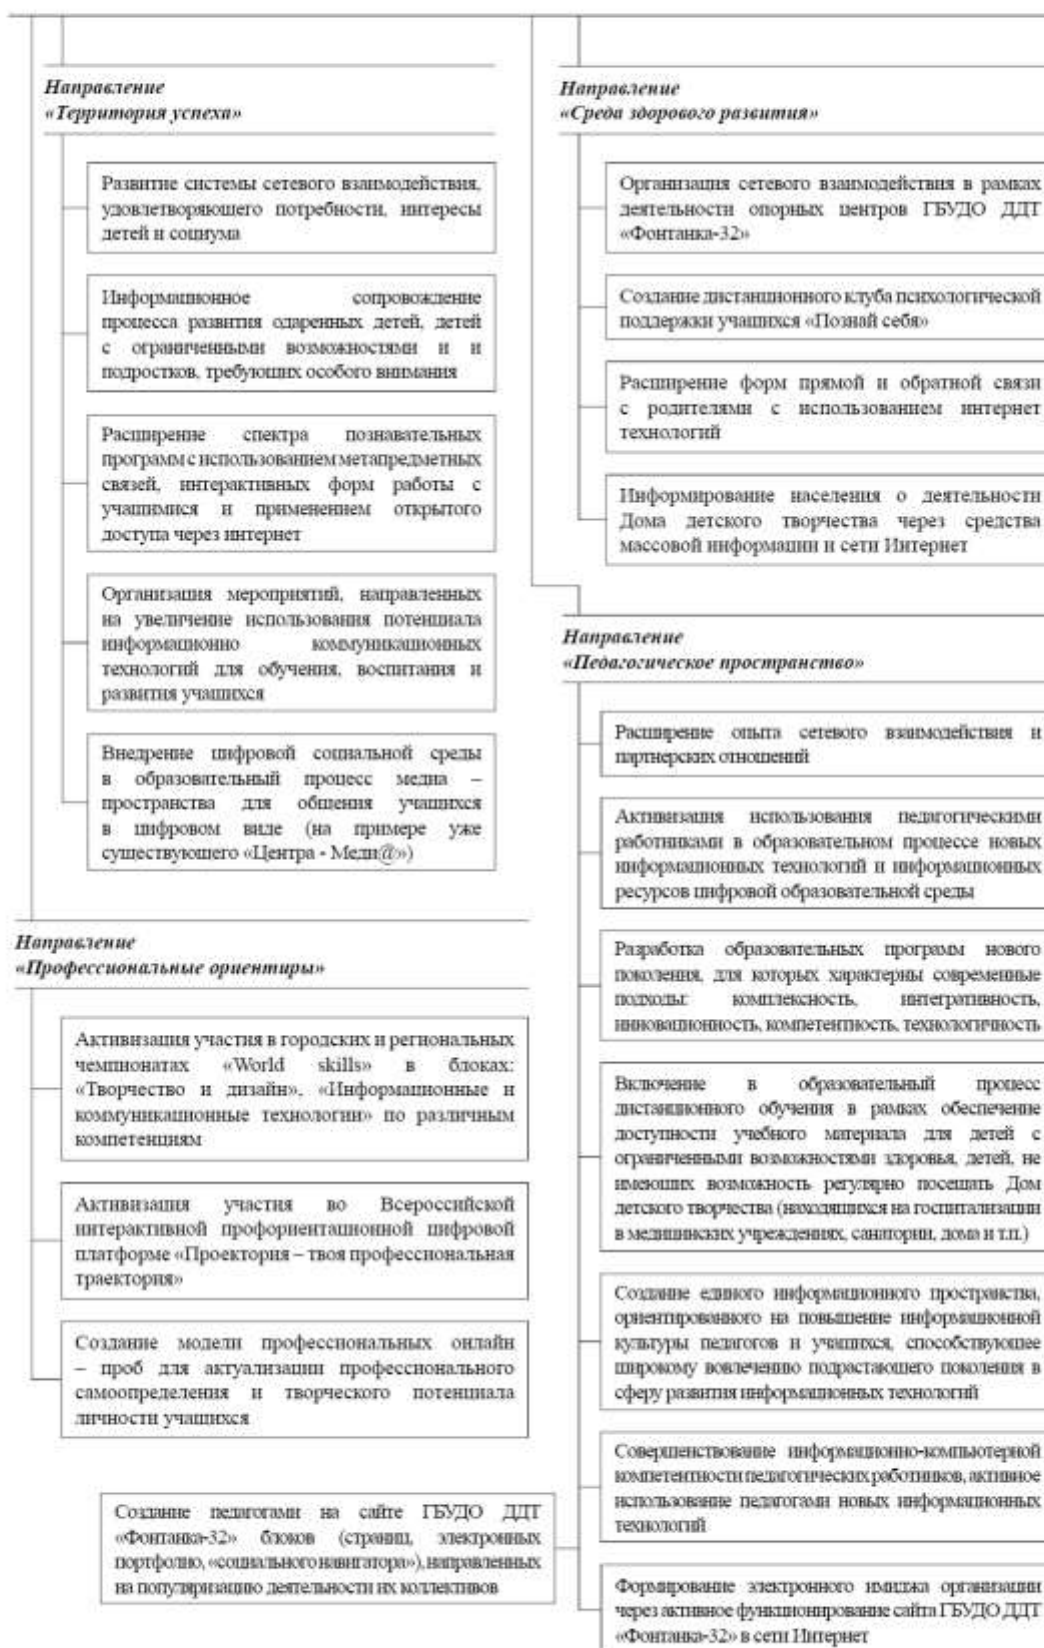 Направление
«Территория успеха»
Развитие системы сетевого взаимодействия,
удовлетворяющего потребности, интересы
детей и социума
Информационное сопровождение
процесса развития одаренных детей, детей
с ограниченными возможностями и и
подростков, требующих особого внимания
Расширение спектра познавательных
программ с использованием метапредметных
связей, интерактивных форм работы с
учащимися и применением открытого
доступа через интернет
Организация мероприятий, направленных
на увеличение использования потенциала
информационно коммуникационных
технологий для обучения, воспитания и
развития учащихся
Внедрение цифровой социальной среды
в образовательный процесс медиа –
пространства для общения учащихся
в цифровом виде (на примере уже
существующего «Центра - Меди@»)
Направление
«Профессиональные ориентиры»
Активизация участия в городских и региональных
чемпионатах «World skills» в блоках:
«Творчество и дизайн», «Информационные и
коммуникационные технологии» по различным
компетенциям
Активизация участия во Всероссийской
интерактивной профориентационной цифровой
платформе «Проектория – твоя профессиональная
траектория»
Создание модели профессиональных онлайн
– проб для актуализации профессионального
самоопределения и творческого потенциала
личности учащихся
Направление
«Среда здорового развития»
Организация сетевого взаимодействия в рамках
деятельности опорных центров ГБУДО ДДТ
«Фонтанка-32»
Создание дистанционного клуба психологической
поддержки учашихся «Познай себя»
Расширение форм прямой и обратной связи
с родителями с использованием интернет
технологий
Информирование населения о деятельности
Дома детского творчества через средства
массовой информации и сети Интернет
Направление
«Педагогическое пространство»
Расширение опыта сетевого взаимодействия и
партнерских отношений
Активизация использования педагогическими
работниками в образовательном процессе новых
информационных технологий и информационных
ресурсов цифровой образовательной среды
Разработка образовательных программ нового
поколения, для которых характерны современные
подходы: комплексность, интегративность,
инновационность, компетентность, технологичность
Включение в образовательный процесс
дистанционного обучения в рамках обеспечение
доступности учебного материала для детей с
ограниченными возможностями здоровья, детей, не
имеющих возможность регулярно посещать Дом
детского творчества (находящихся на госпитализации
в медицинских учреждениях, санатории, дома и т.п.)
Создание единого информационного пространства,
ориентированного на повышение информационной
культуры педагогов и учащихся, способствующее
широкому вовлечению подрастающего поколения в
сферу развития информационных технологий
Совершенствование информационно-компьютерной
компетентности педагогических работников, активное
использование педагогами новых информационных
технологий
Формирование электронного имиджа организации
через активное функционирование сайта ГБУДО ДДТ
«Фонтанка-32» в сети Интернет
Создание педагогами на сайте ГБУДО ДДТ
«Фонтанка-32» блоков (страниц, электронных
портфолио, «социального навигатора»), направленных
на популяризацию деятельности их коллективов